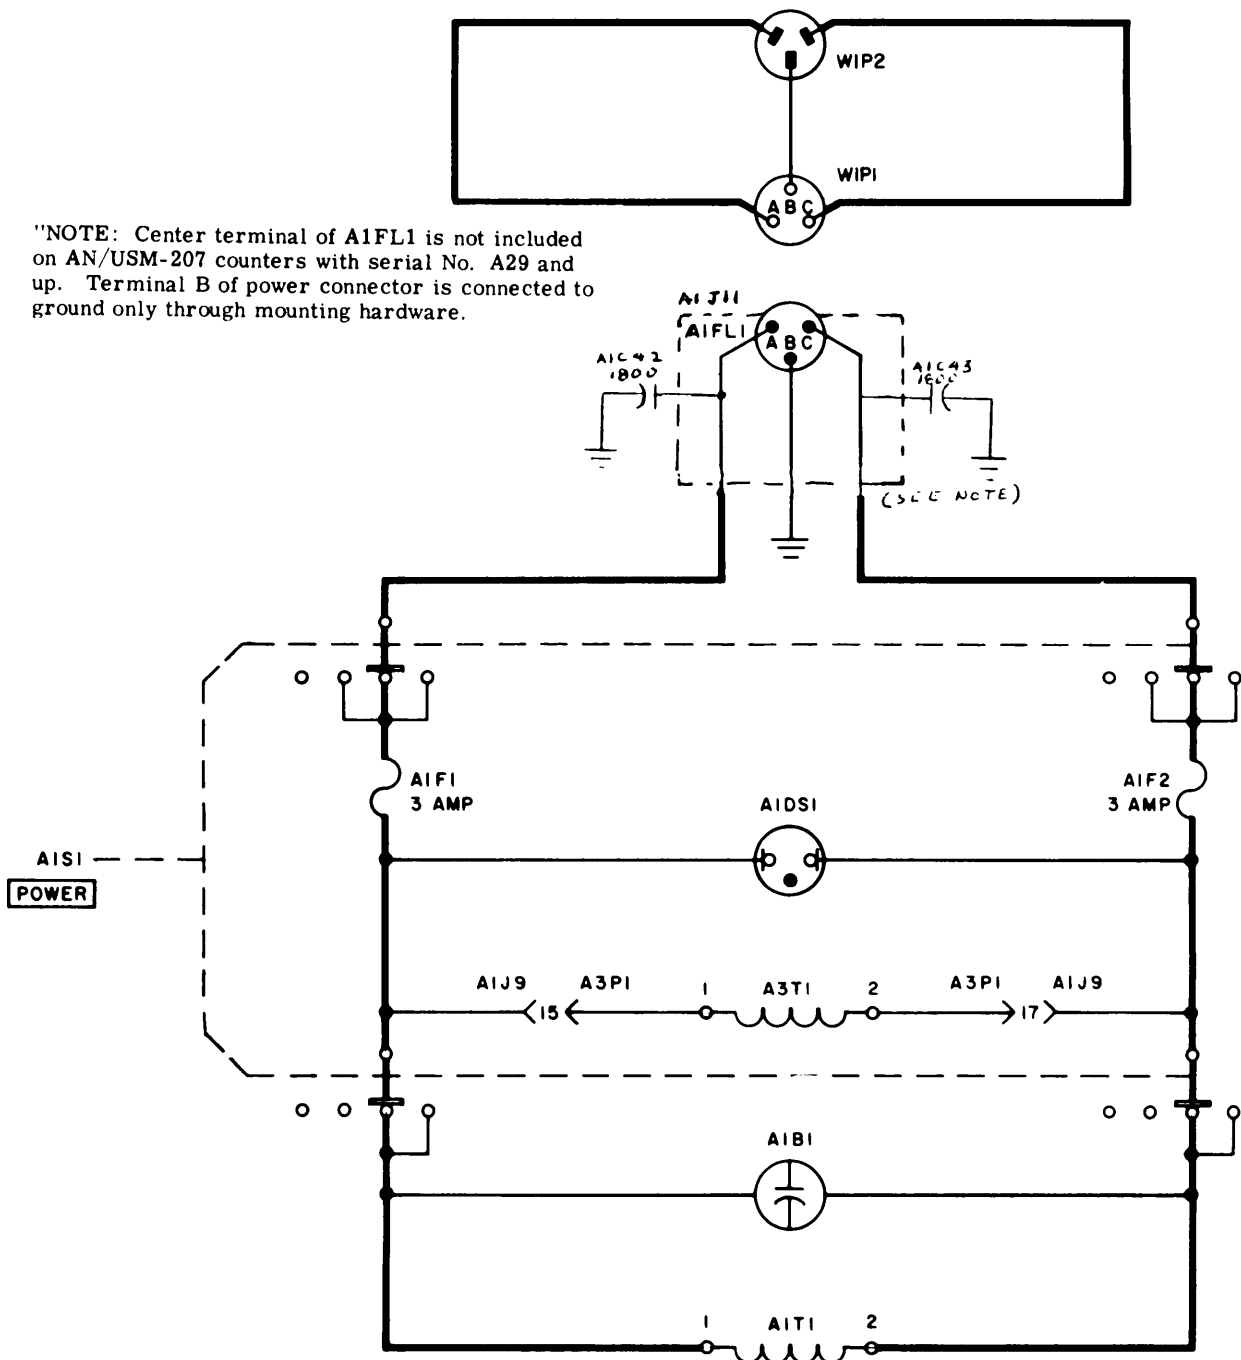 W1P2
W1P1
A B C
"NOTE: Center terminal of A1FL1 is not included
on AN/USM-207 counters with serial No. A29 and
up. Terminal B of power connector is connected to
ground only through mounting hardware.
A1J11
A1FL1
A B C
A1C42
1800
A1C43
1800
(SEE NOTE)
A1F1
3 AMP
A1DS1
A1F2
3 AMP
A1S1
POWER
A1J9 A3P1 1 A3T1 2 A3P1 A1J9
15 17
A1B1
1 A1T1 2